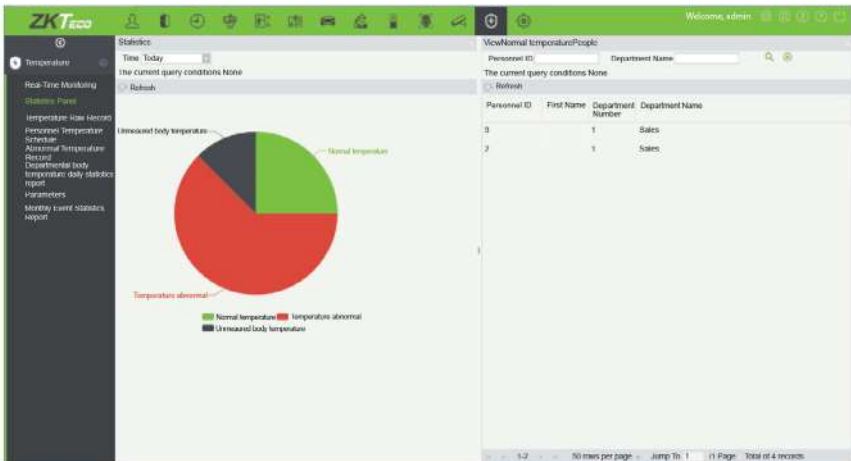 ZKTeco
Welcome, admin
Temperature
Real-Time Monitoring
Statistics Panel
Temperature Raw Record
Personnel Temperature
Schedule
Abnormal Temperature
Record
Departmental body
temperature daily statistics
report
Parameters
Monthly Event Statistics
Report
Statistics
Time Today
The current query conditions None
Refresh
Unmeaured body temperature
Normal temperature
Temperature abnormal
Normal temperature Temperature abnormal
Unmeaured body temperature
ViewNormal temperaturePeople
Personnel ID Department Name
The current query conditions None
Refresh
Personnel ID First Name Department Number Department Name
1 Sales
2 1 Sales
1-2 50 rows per page Jump To 1 /1 Page Total of 4 records